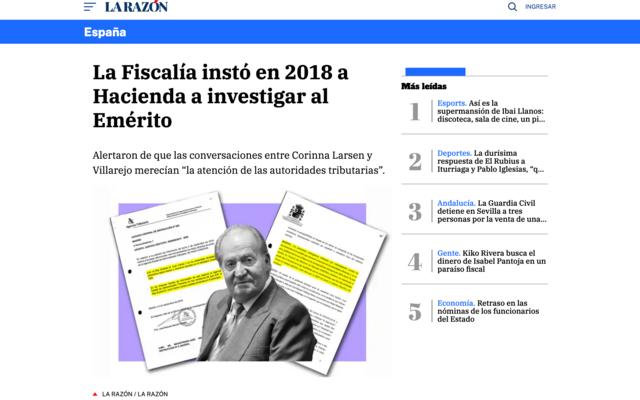 LA RAZÓN
INGRESAR
España
La Fiscalía instó en 2018 a
Hacienda a investigar al
Emérito
Alertaron de que las conversaciones entre Corinna Larsen y
Villarejo merecían “la atención de las autoridades tributarias”.
LA RAZÓN / LA RAZÓN
Más leídas
1
Esports. Así es la
supermansión de Ibai Llanos:
discoteca, sala de cine, un pi...
2
Deportes. La durísima
respuesta de El Rubius a
Iturriaga y Pablo Iglesias, “q...
3
Andalucía. La Guardia Civil
detiene en Sevilla a tres
personas por la venta de una...
4
Gente. Kiko Rivera busca el
dinero de Isabel Pantoja en un
paraíso fiscal
5
Economía. Retraso en las
nóminas de los funcionarios
del Estado